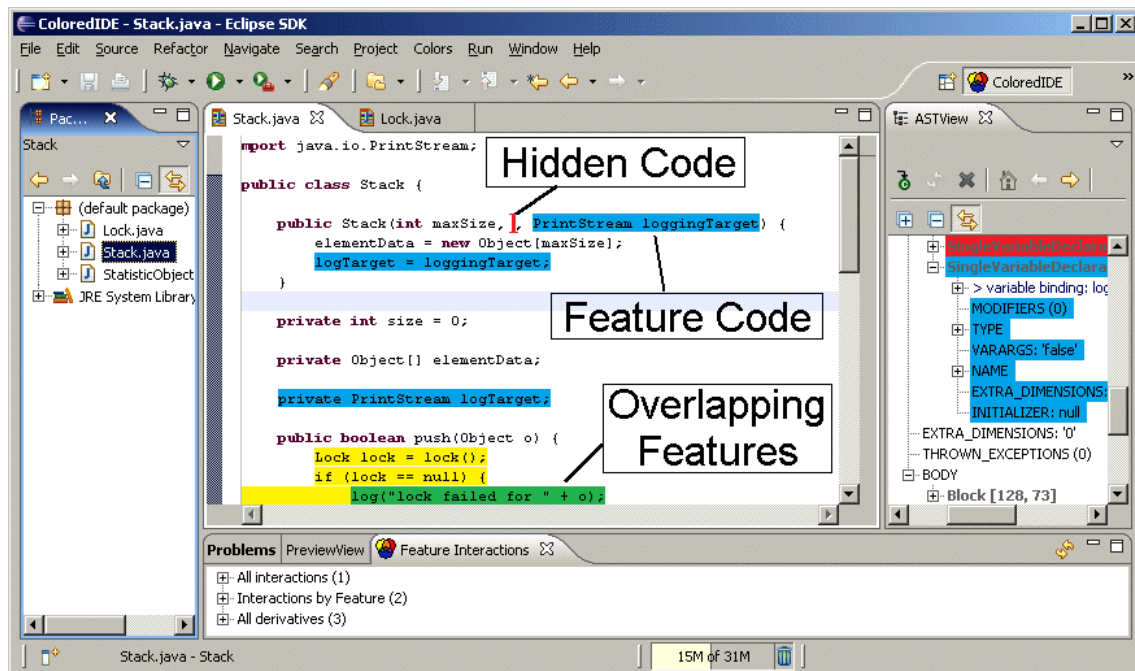 ColoredIDE - Stack.java - Eclipse SDK
File Edit Source Refactor Navigate Search Project Colors Run Window Help
ColoredIDE »
Pac...
Stack
(default package)
Lock.java
Stack.java
StatisticObject
JRE System Library
Stack.java Lock.java
mport java.io.PrintStream;
public class Stack {
public Stack(int maxSize, , PrintStream loggingTarget) {
elementData = new Object[maxSize];
logTarget = loggingTarget;
}
private int size = 0;
private Object[] elementData;
private PrintStream logTarget;
public boolean push(Object o) {
Lock lock = lock();
if (lock == null) {
log("lock failed for " + o);
Hidden Code
Feature Code
Overlapping
Features
ASTView
SingleVariableDeclara
SingleVariableDeclara
> variable binding: log
MODIFIERS (0)
TYPE
VARARGS: 'false'
NAME
EXTRA_DIMENSIONS:
INITIALIZER: null
EXTRA_DIMENSIONS: '0'
THROWN_EXCEPTIONS (0)
BODY
Block [128, 73]
Problems PreviewView Feature Interactions
All interactions (1)
Interactions by Feature (2)
All derivatives (3)
Stack.java - Stack
15M of 31M